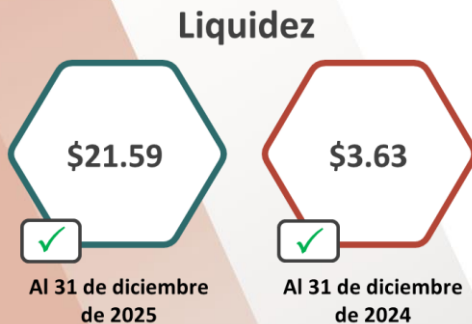 Liquidez
$21.59
$3.63
Al 31 de diciembre
de 2025
Al 31 de diciembre
de 2024